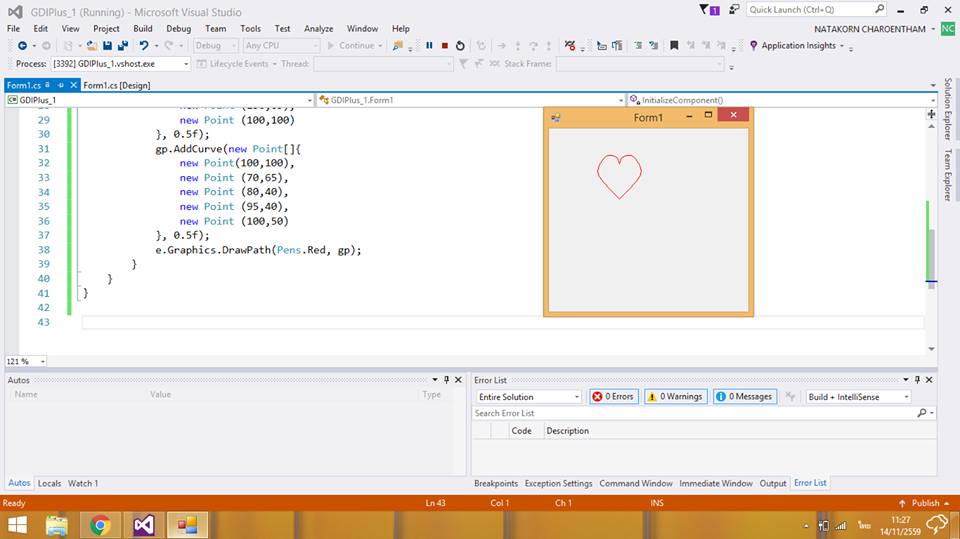 GDIPlus_1 (Running) - Microsoft Visual Studio
1
Quick Launch (Ctrl+Q)
File Edit View Project Build Debug Team Tools Test Analyze Window Help
NATAKORN CHAROENTHAM NC
Debug Any CPU Continue Application Insights
Process: [3392] GDIPlus_1.vshost.exe Lifecycle Events Thread: Stack Frame:
Form1.cs Form1.cs [Design]
GDIPlus_1 GDIPlus_1.Form1 InitializeComponent()
29 new Point (100,100)
30 }, 0.5f);
31 gp.AddCurve(new Point[]{
32 new Point(100,100),
33 new Point (70,65),
34 new Point (80,40),
35 new Point (95,40),
36 new Point (100,50)
37 }, 0.5f);
38 e.Graphics.DrawPath(Pens.Red, gp);
39 }
40 }
41 }
42
43
Form1
Solution Explorer
Team Explorer
121 %
Autos
Name Value Type
Autos Locals Watch 1
Error List
Entire Solution 0 Errors 0 Warnings 0 Messages Build + IntelliSense
Search Error List
Code Description
Breakpoints Exception Settings Command Window Immediate Window Output Error List
Ready Ln 43 Col 1 Ch 1 INS Publish
ไทย
11:27
14/11/2559